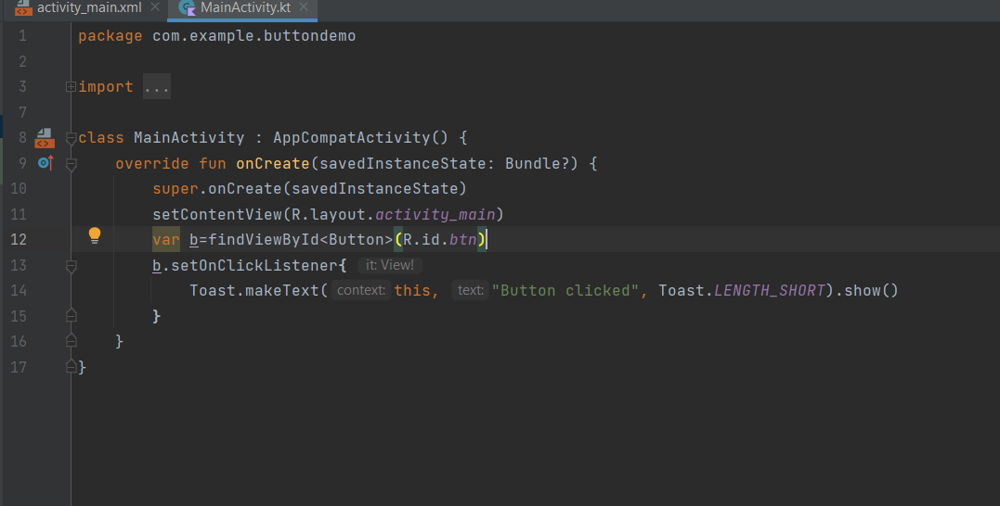 activity_main.xml MainActivity.kt
1 package com.example.buttondemo
2
3 import ...
7
8 class MainActivity : AppCompatActivity() {
9 override fun onCreate(savedInstanceState: Bundle?) {
10 super.onCreate(savedInstanceState)
11 setContentView(R.layout.activity_main)
12 var b=findViewById<Button>(R.id.btn)
13 b.setOnClickListener{ it: View!
14 Toast.makeText( context: this, text: "Button clicked", Toast.LENGTH_SHORT).show()
15 }
16 }
17 }